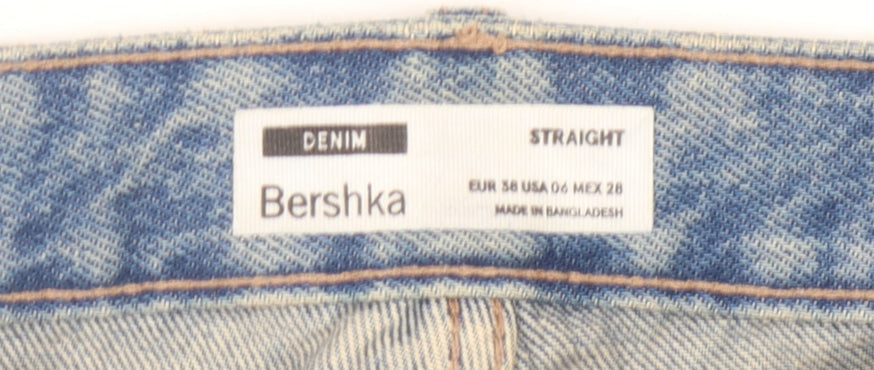 DENIM
STRAIGHT
Bershka
EUR 38 USA 06 MEX 28
MADE IN BANGLADESH